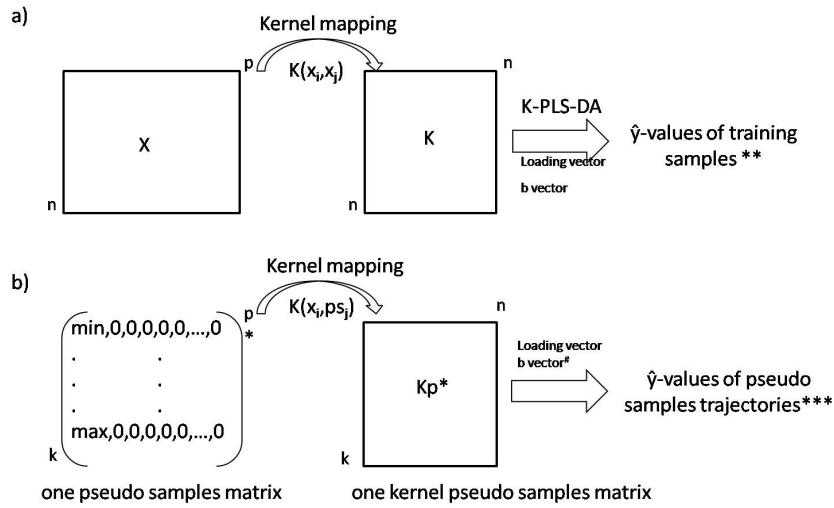 a)
Kernel mapping
p
K(xi,xj)
n
X
K
n
n
K-PLS-DA
Loading vector
b vector
ŷ-values of training
samples **
b)
Kernel mapping
p
*
K(xi,psj)
n
min,0,0,0,0,0,...,0
. .
. .
. .
max,0,0,0,0,0,...,0
k
Kp*
k
Loading vector
b vector#
ŷ-values of pseudo
samples trajectories***
one pseudo samples matrix
one kernel pseudo samples matrix